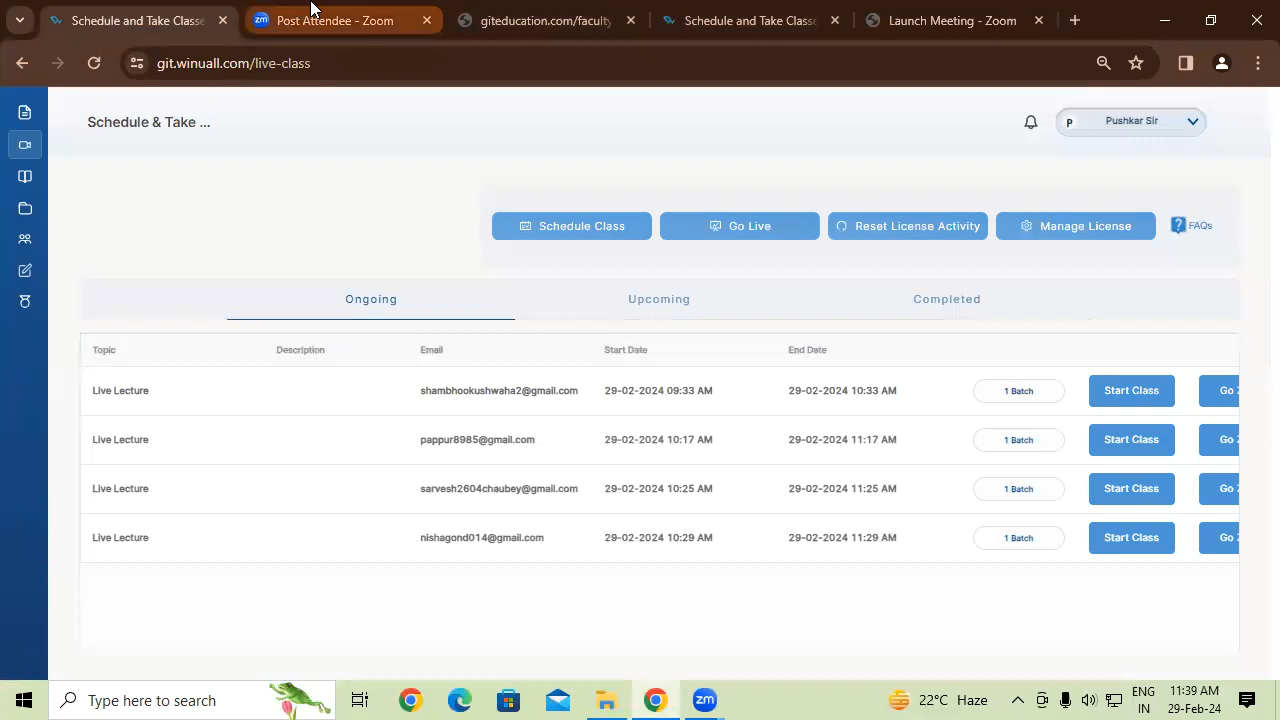 Schedule and Take Classe
Post Attendee - Zoom
giteducation.com/faculty
Schedule and Take Classe
Launch Meeting - Zoom
git.winuall.com/live-class
Schedule & Take ...
P Pushkar Sir
Schedule Class
Go Live
Reset License Activity
Manage License
? FAQs
Ongoing
Upcoming
Completed
Topic Description Email Start Date End Date
Live Lecture shambhookushwaha2@gmail.com 29-02-2024 09:33 AM 29-02-2024 10:33 AM 1 Batch Start Class Go
Live Lecture pappur8985@gmail.com 29-02-2024 10:17 AM 29-02-2024 11:17 AM 1 Batch Start Class Go
Live Lecture sarvesh2604chaubey@gmail.com 29-02-2024 10:25 AM 29-02-2024 11:25 AM 1 Batch Start Class Go
Live Lecture nishagond014@gmail.com 29-02-2024 10:29 AM 29-02-2024 11:29 AM 1 Batch Start Class Go
Type here to search
zm
22°C Haze
ENG
IN
11:39 AM
29-Feb-24